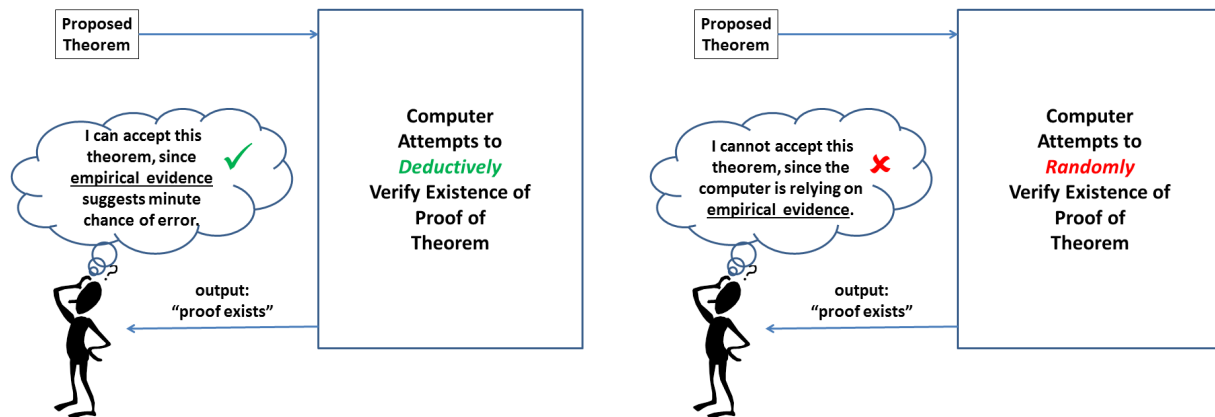 Proposed
Theorem
I can accept this
theorem, since
empirical evidence
suggests minute
chance of error.
✓
?
Computer
Attempts to
Deductively
Verify Existence of
Proof of
Theorem
output:
“proof exists”
Proposed
Theorem
I cannot accept this
theorem, since the
computer is relying on
empirical evidence.
✘
?
Computer
Attempts to
Randomly
Verify Existence of
Proof of
Theorem
output:
“proof exists”